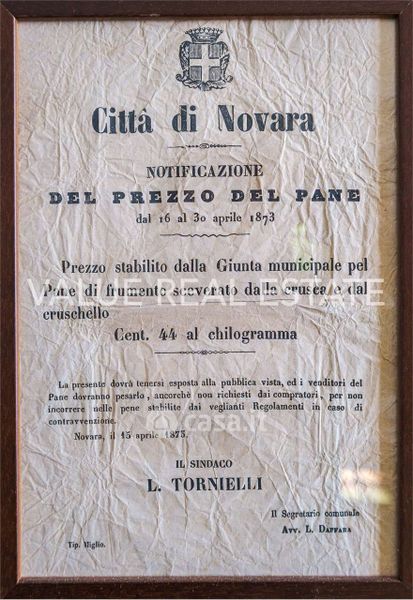 Città di Novara
NOTIFICAZIONE
DEL PREZZO DEL PANE
dal 16 al 30 aprile 1873
Prezzo stabilito dalla Giunta municipale pel
Pane di frumento sceverato dalla crusca e dal
VALUE REAL ESTATE
cruschello
Cent. 44 al chilogramma
La presente dovrà tenersi esposta alla pubblica vista, ed i venditori del
Pane dovranno pesarlo, ancorchè non richiesti dai compratori, per non
incorrere nelle pene stabilite dai veglianti Regolamenti in caso di
contravvenzione.
casa.it
Novara, il 15 aprile 1873.
IL SINDACO
L. TORNIELLI
Il Segretario comunale
AVV. L. DAFFARA
Tip. Miglio.